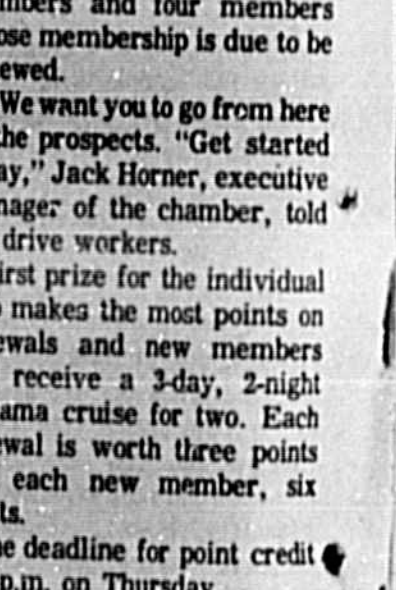 mbers and four members
ose membership is due to be
ewed.
We want you to go from here
the prospects. "Get started
ay," Jack Horner, executive
nager of the chamber, told
drive workers.
irst prize for the individual
o makes the most points on
ewals and new members
receive a 3-day, 2-night
ama cruise for two. Each
ewal is worth three points
each new member, six
ts.
e deadline for point credit
p.m. on Thursday